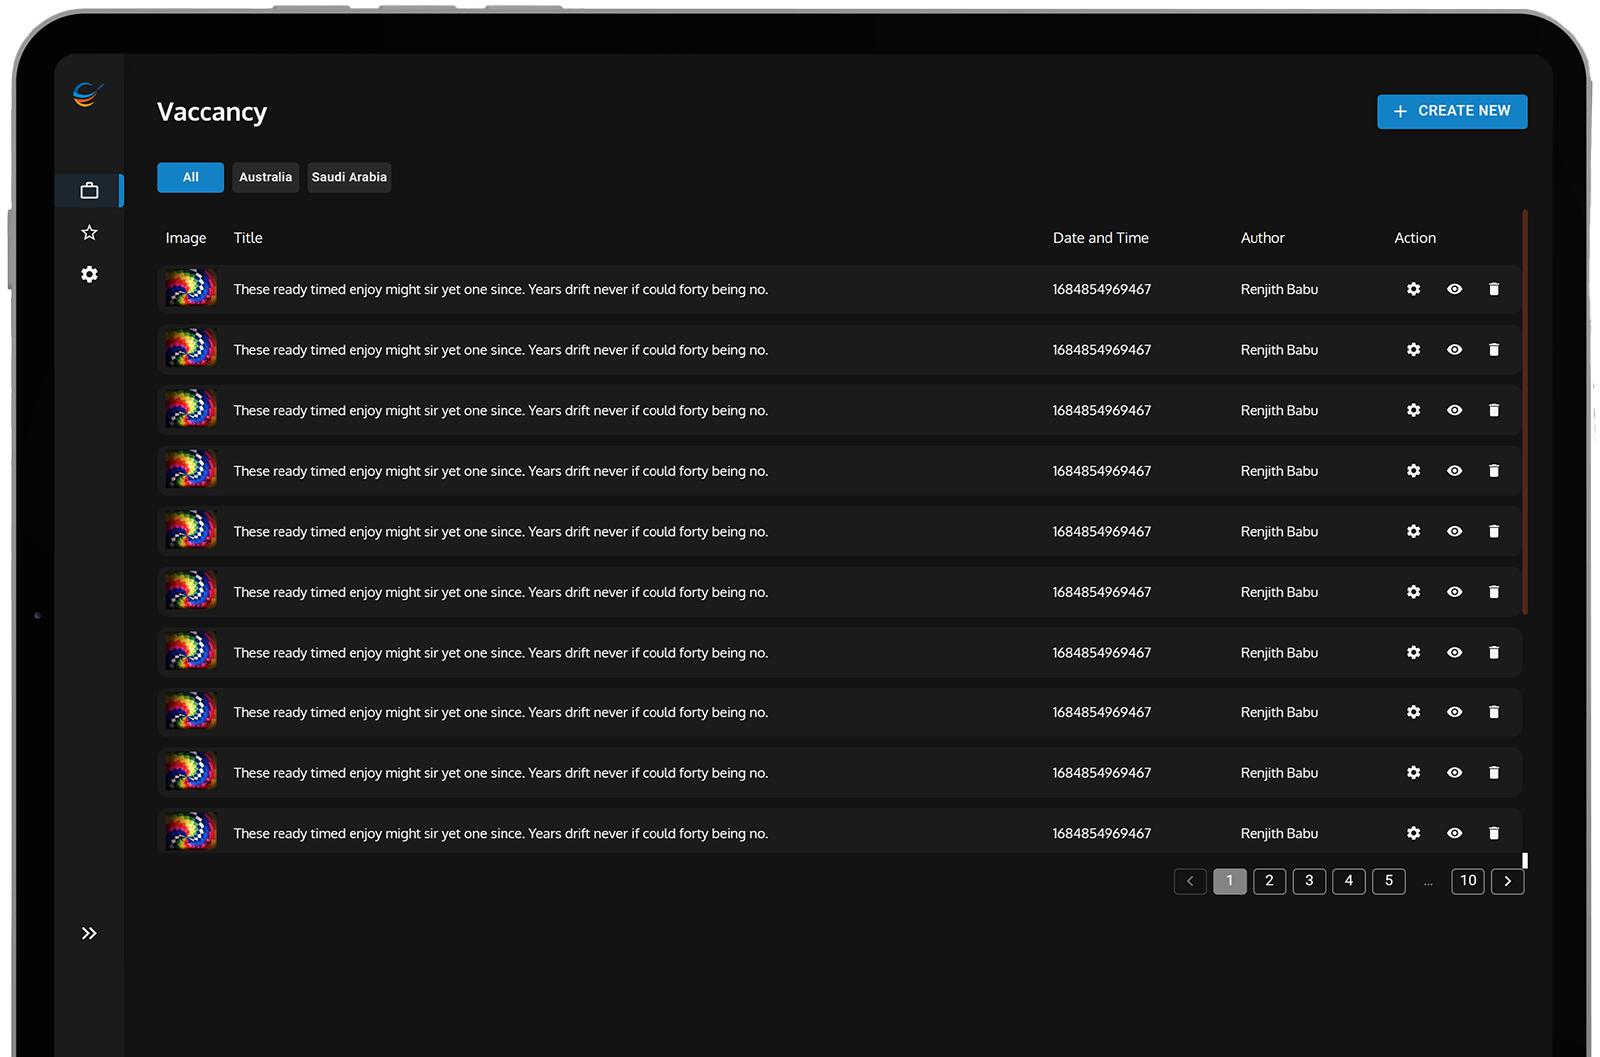 Vaccancy
+ CREATE NEW
All Australia Saudi Arabia
Image Title Date and Time Author Action
These ready timed enjoy might sir yet one since. Years drift never if could forty being no. 1684854969467 Renjith Babu
These ready timed enjoy might sir yet one since. Years drift never if could forty being no. 1684854969467 Renjith Babu
These ready timed enjoy might sir yet one since. Years drift never if could forty being no. 1684854969467 Renjith Babu
These ready timed enjoy might sir yet one since. Years drift never if could forty being no. 1684854969467 Renjith Babu
These ready timed enjoy might sir yet one since. Years drift never if could forty being no. 1684854969467 Renjith Babu
These ready timed enjoy might sir yet one since. Years drift never if could forty being no. 1684854969467 Renjith Babu
These ready timed enjoy might sir yet one since. Years drift never if could forty being no. 1684854969467 Renjith Babu
These ready timed enjoy might sir yet one since. Years drift never if could forty being no. 1684854969467 Renjith Babu
These ready timed enjoy might sir yet one since. Years drift never if could forty being no. 1684854969467 Renjith Babu
These ready timed enjoy might sir yet one since. Years drift never if could forty being no. 1684854969467 Renjith Babu
1 2 3 4 5 ... 10